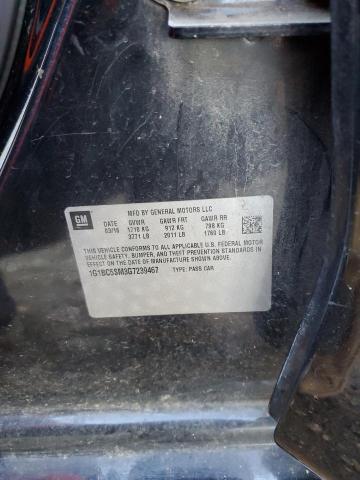 MFD BY GENERAL MOTORS LLC
GM DATE GVWR GAWR FRT GAWR RR
03/16 1710 KG 912 KG 798 KG
3771 LB 2011 LB 1760 LB
THIS VEHICLE CONFORMS TO ALL APPLICABLE U.S. FEDERAL MOTOR
VEHICLE SAFETY, BUMPER, AND THEFT PREVENTION STANDARDS
IN EFFECT ON THE DATE OF MANUFACTURE SHOWN ABOVE.
1G1BC5SM3G7239467 TYPE: PASS CAR